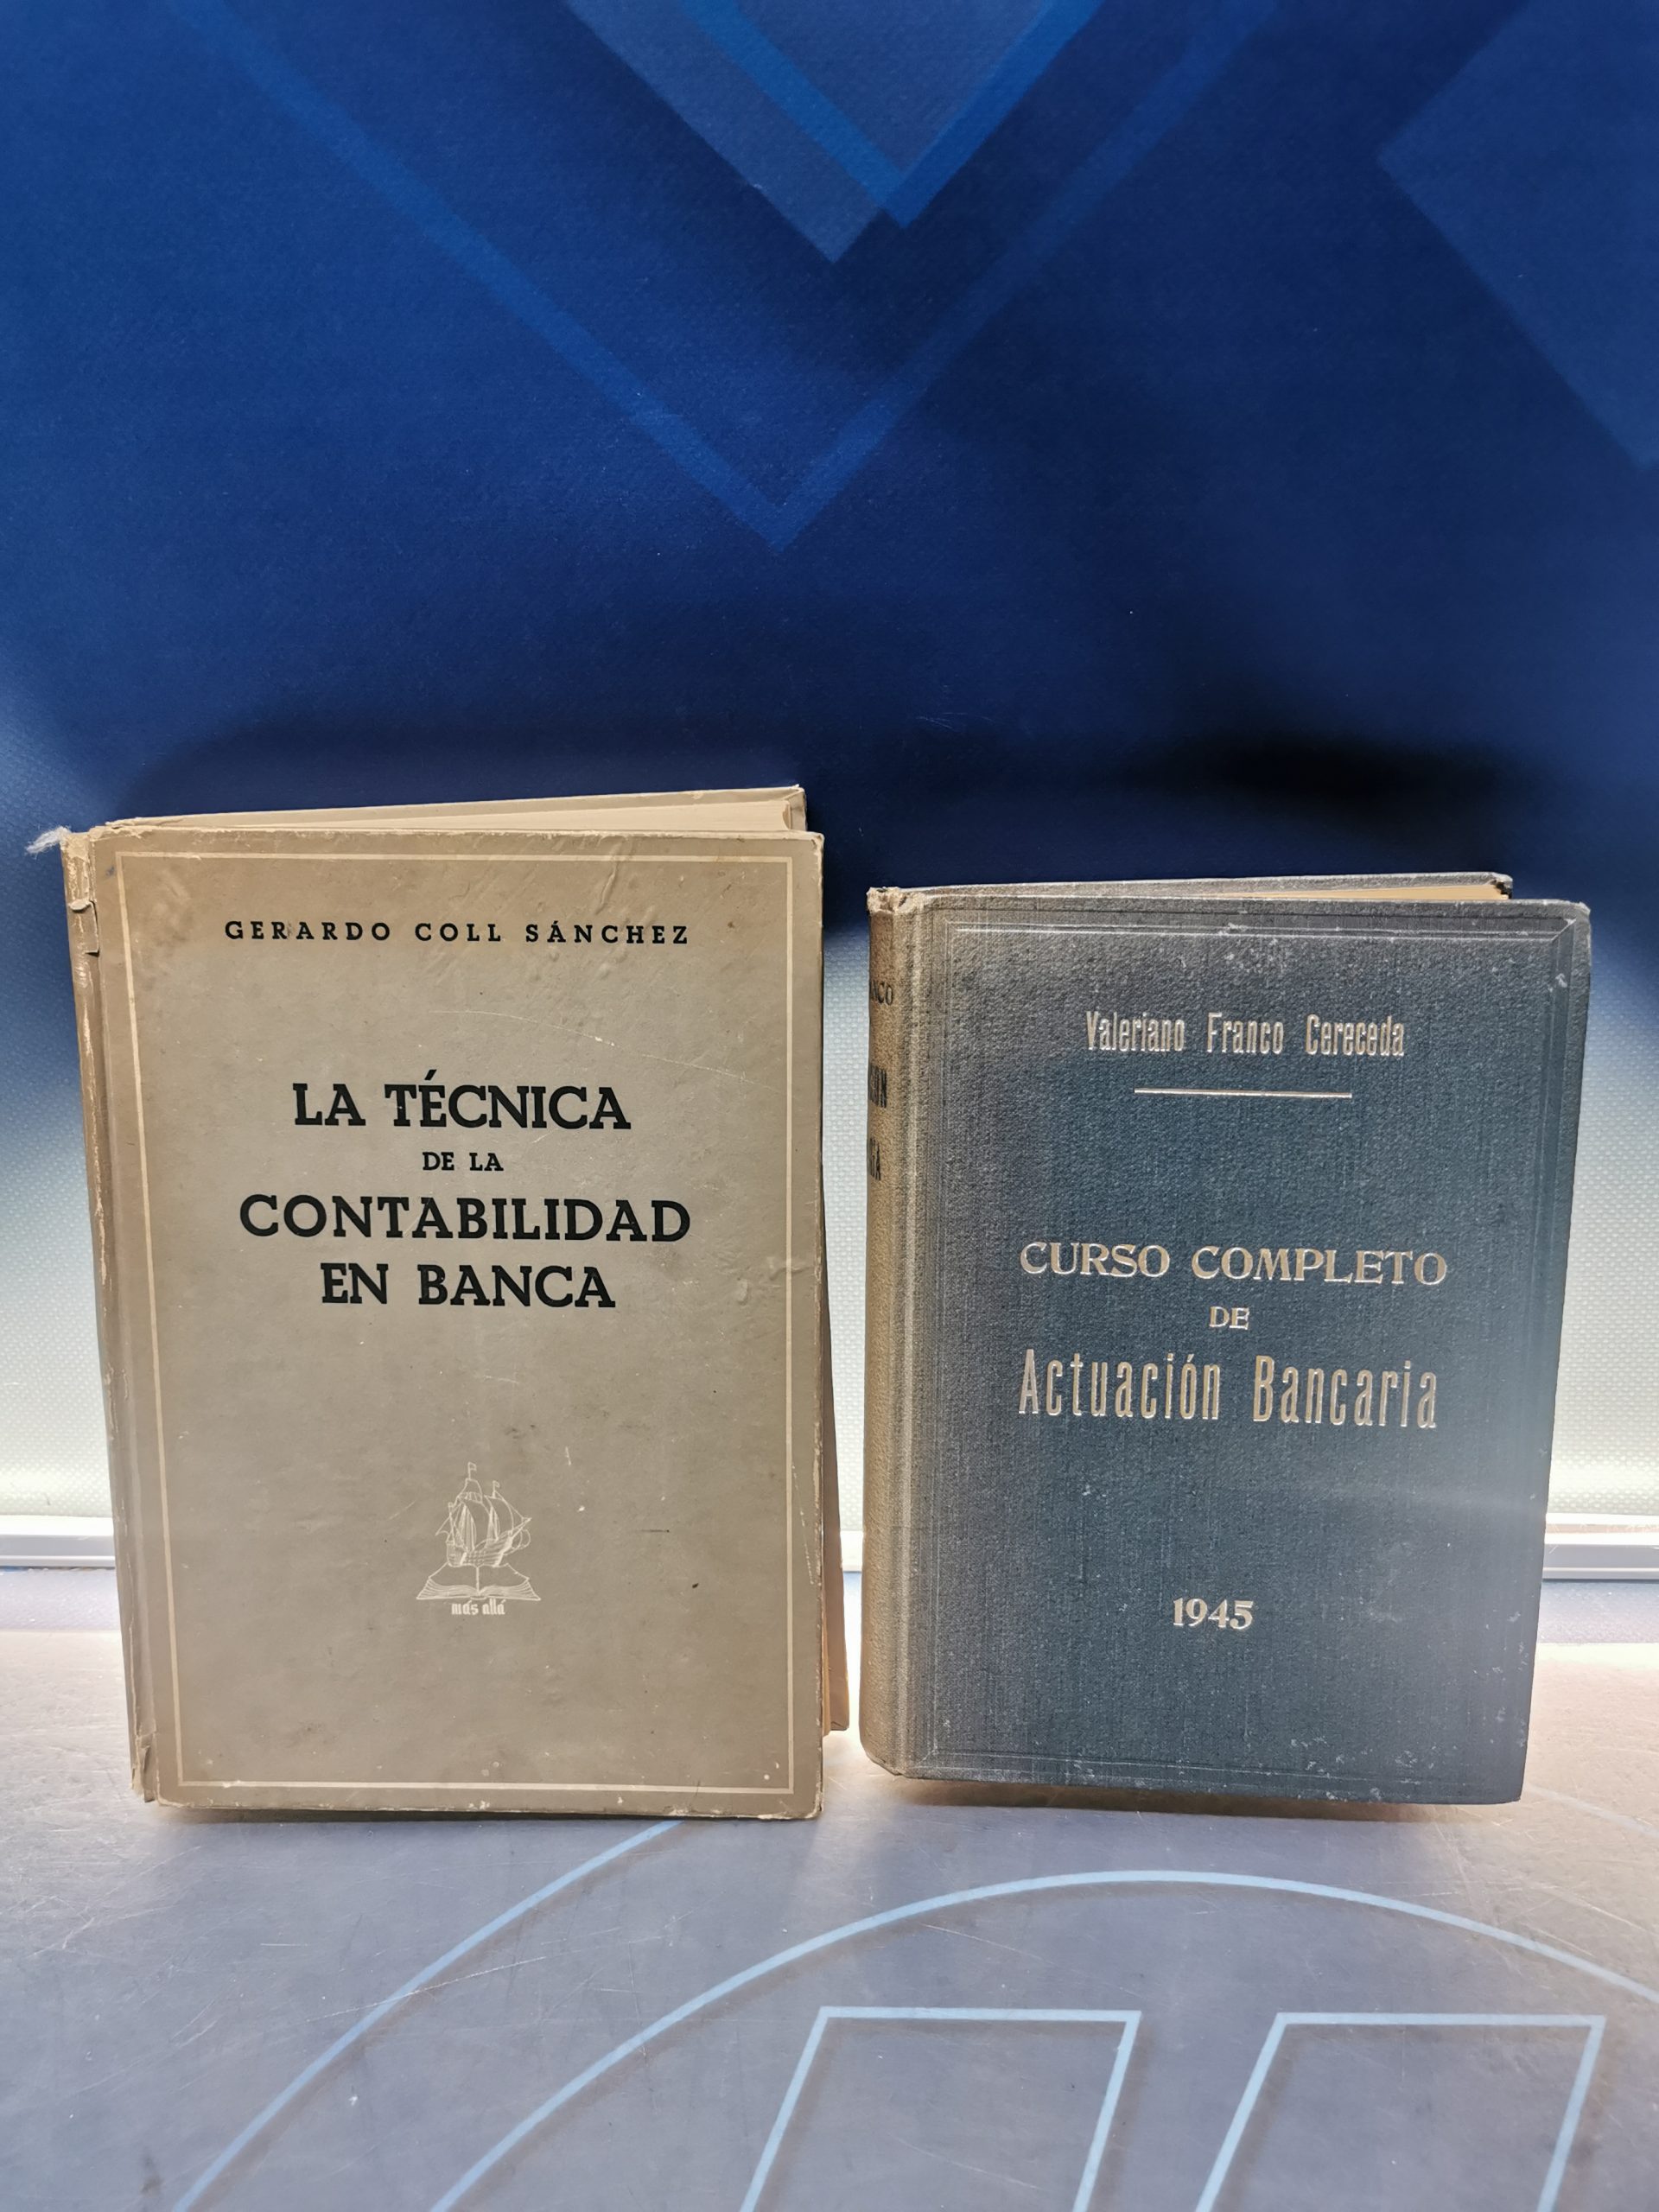 GERARDO COLL SÁNCHEZ
LA TÉCNICA
DE LA
CONTABILIDAD
EN BANCA
más allá
Valeriano Franco Cereceda
CURSO COMPLETO
DE
Actuación Bancaria
1945